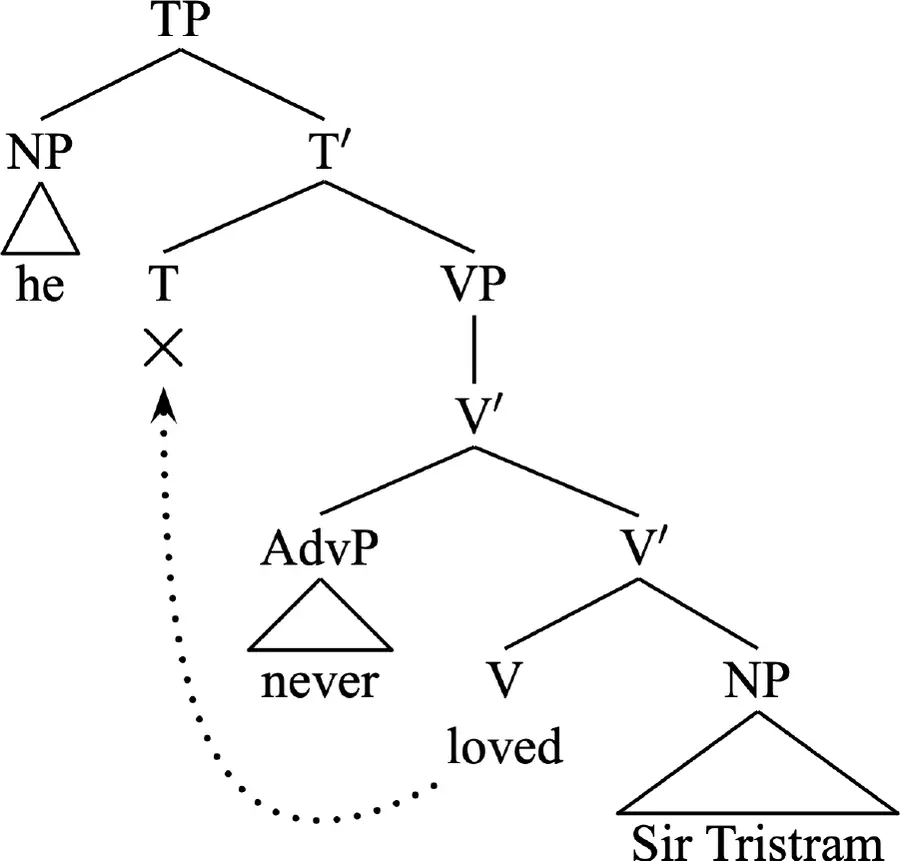 TP
NP T′
he T VP
×
V′
AdvP V′
never V NP
loved
Sir Tristram